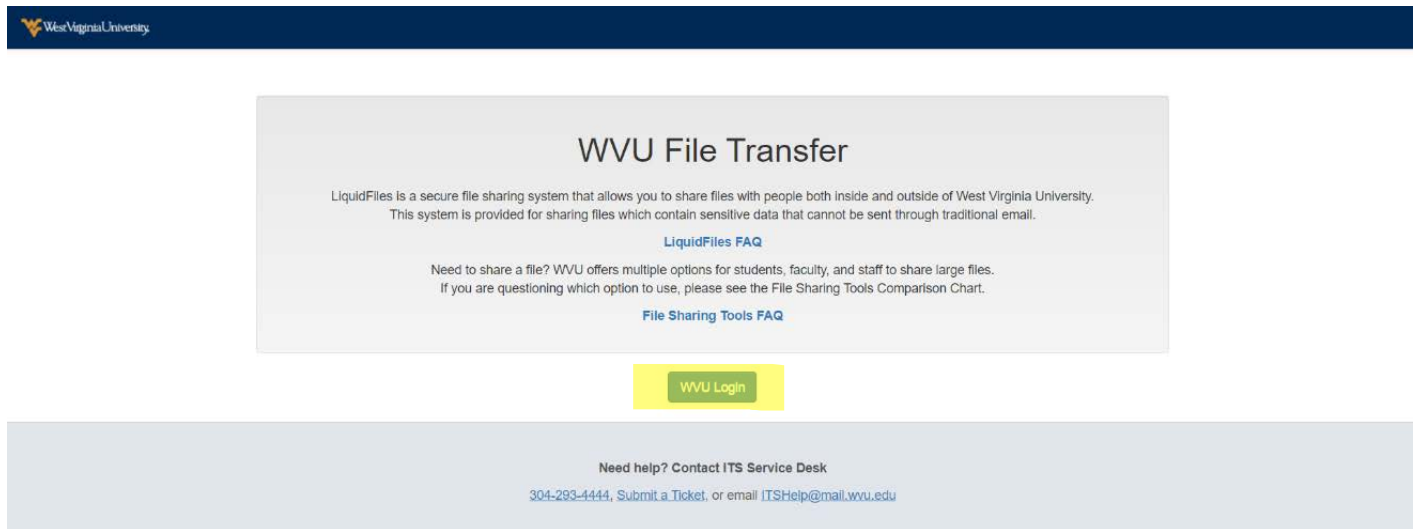 WestVirginiaUniversity.
WVU File Transfer
LiquidFiles is a secure file sharing system that allows you to share files with people both inside and outside of West Virginia University.
This system is provided for sharing files which contain sensitive data that cannot be sent through traditional email.
LiquidFiles FAQ
Need to share a file? WVU offers multiple options for students, faculty, and staff to share large files.
If you are questioning which option to use, please see the File Sharing Tools Comparison Chart.
File Sharing Tools FAQ
WVU Login
Need help? Contact ITS Service Desk
304-293-4444, Submit a Ticket, or email ITSHelp@mail.wvu.edu